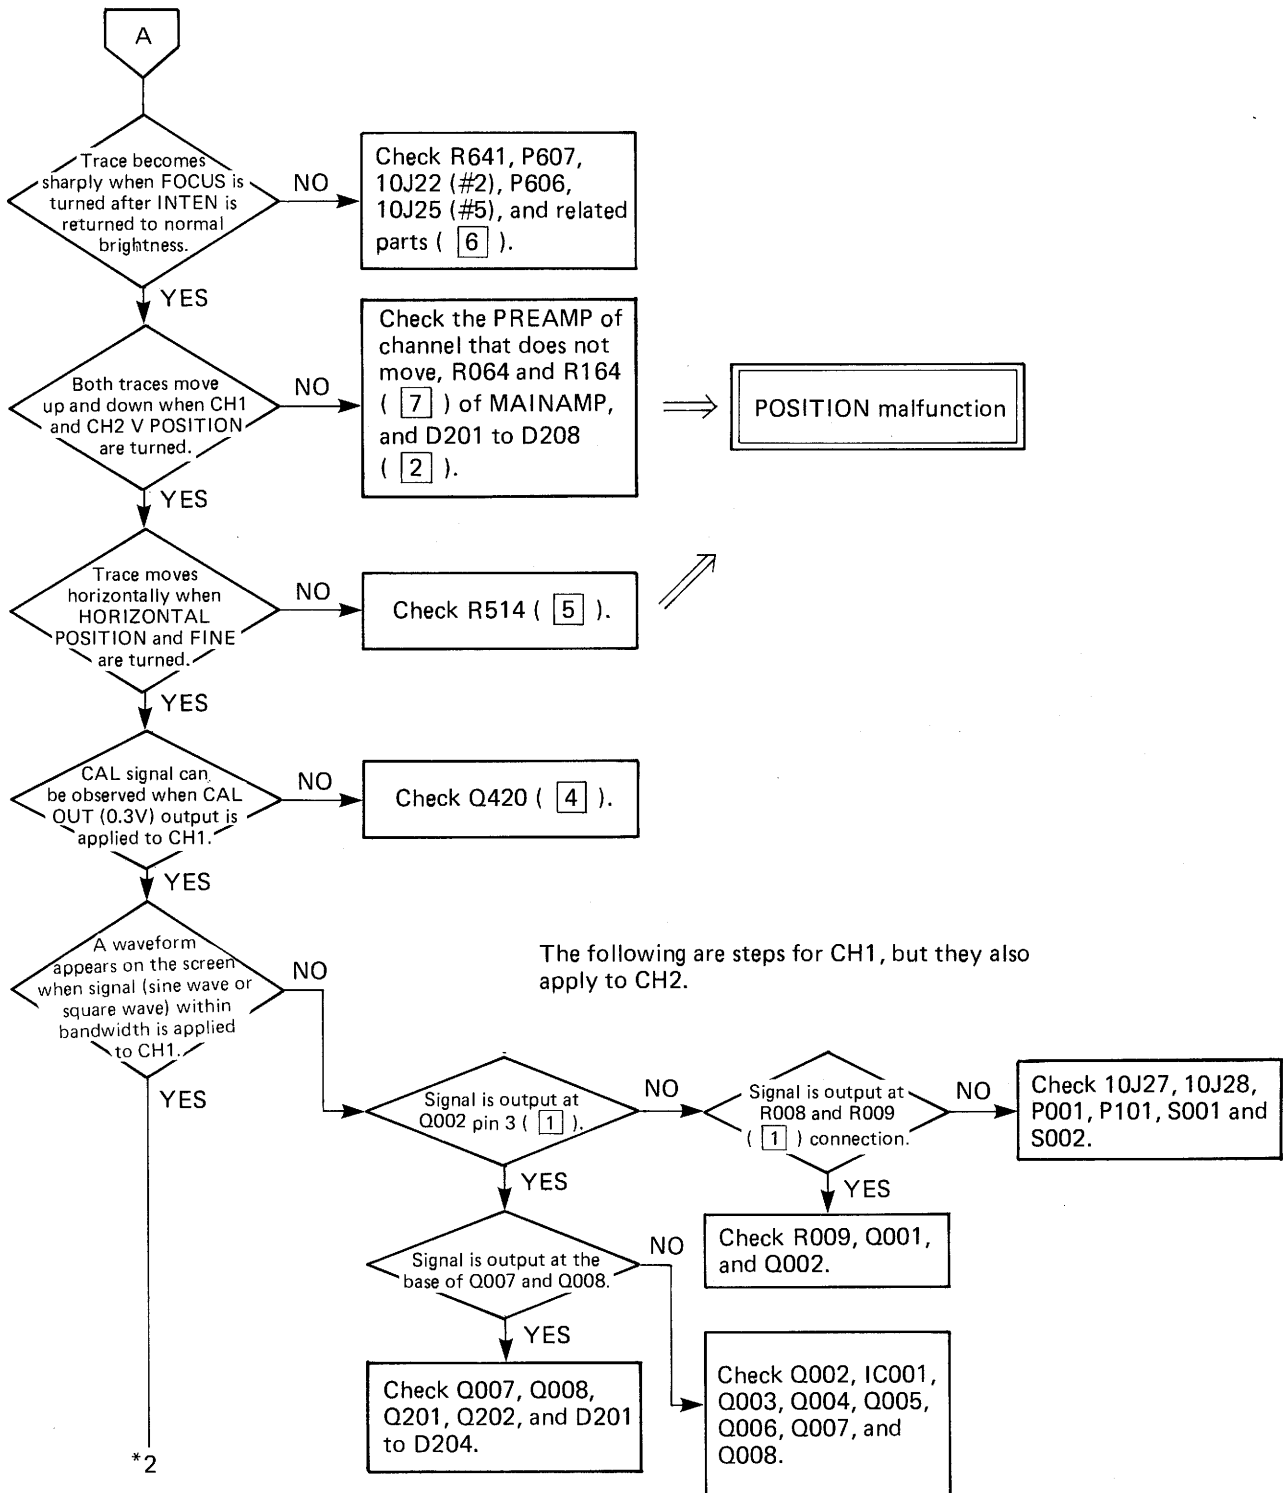 A
Trace becomes
sharply when FOCUS is
turned after INTEN is
returned to normal
brightness.
NO
Check R641, P607,
10J22 (#2), P606,
10J25 (#5), and related
parts ( 6 ).
YES
Both traces move
up and down when CH1
and CH2 V POSITION
are turned.
NO
Check the PREAMP of
channel that does not
move, R064 and R164
( 7 ) of MAINAMP,
and D201 to D208
( 2 ).
POSITION malfunction
YES
Trace moves
horizontally when
HORIZONTAL
POSITION and FINE
are turned.
NO
Check R514 ( 5 ).
YES
CAL signal can
be observed when CAL
OUT (0.3V) output is
applied to CH1.
NO
Check Q420 ( 4 ).
YES
A waveform
appears on the screen
when signal (sine wave or
square wave) within
bandwidth is applied
to CH1.
NO
The following are steps for CH1, but they also
apply to CH2.
YES
Signal is output at
Q002 pin 3 ( 1 ).
NO
Signal is output at
R008 and R009
( 1 ) connection.
NO
Check 10J27, 10J28,
P001, P101, S001 and
S002.
YES
YES
Check R009, Q001,
and Q002.
Signal is output at the
base of Q007 and Q008.
NO
YES
Check Q007, Q008,
Q201, Q202, and D201
to D204.
Check Q002, IC001,
Q003, Q004, Q005,
Q006, Q007, and
Q008.
*2